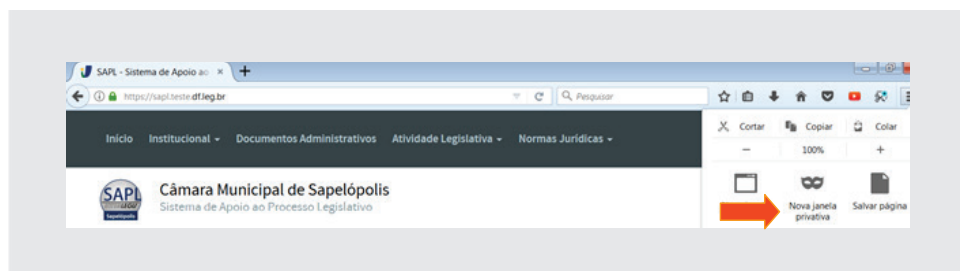 SAPL - Sistema de Apoio ao
https://sapl.teste.df.leg.br
Pesquisar
Início Institucional Documentos Administrativos Atividade Legislativa Normas Jurídicas
Cortar Copiar Colar
− 100% +
SAPL
Sapelópolis
Câmara Municipal de Sapelópolis
Sistema de Apoio ao Processo Legislativo
Nova janela
privativa
Salvar página